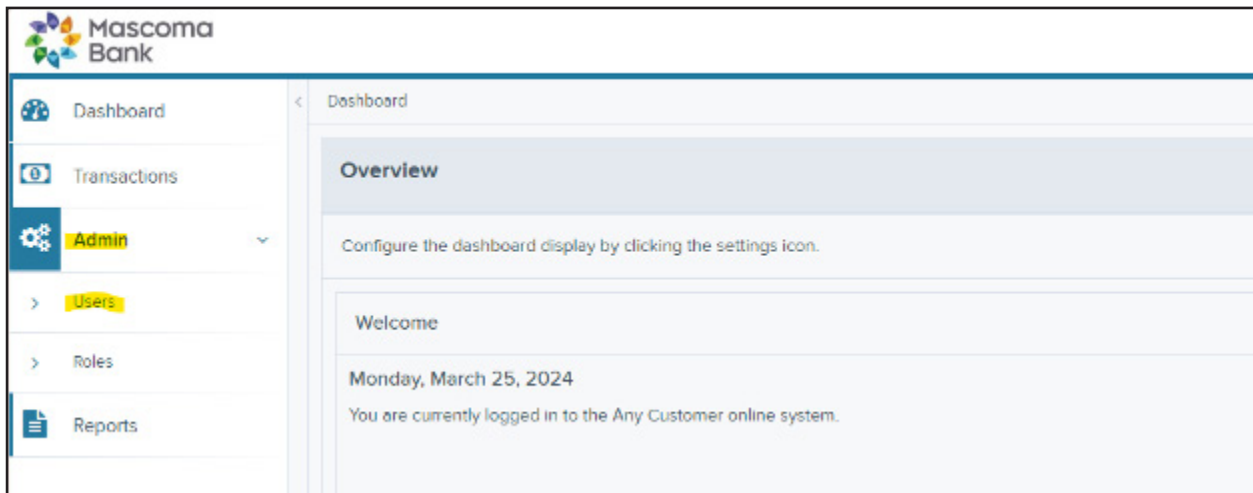 Mascoma
Bank
Dashboard
Transactions
Admin
Users
Roles
Reports
Dashboard
Overview
Configure the dashboard display by clicking the settings icon.
Welcome
Monday, March 25, 2024
You are currently logged in to the Any Customer online system.